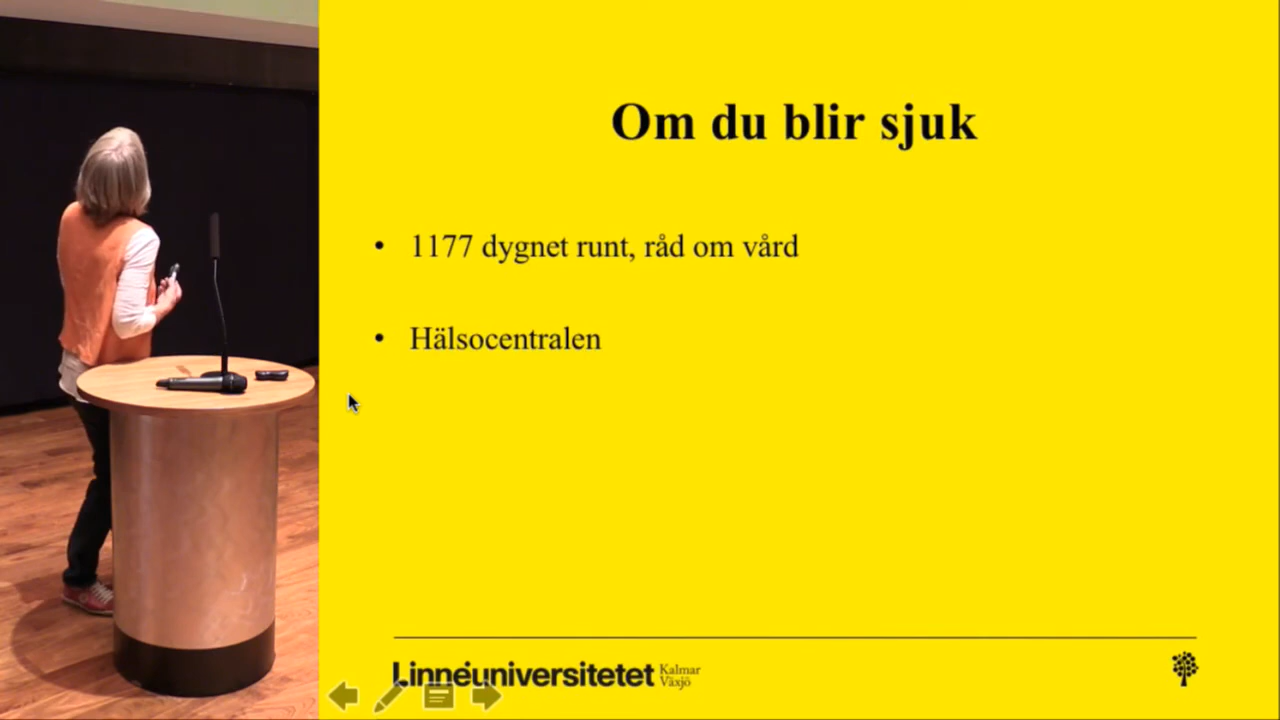 Om du blir sjuk
• 1177 dygnet runt, råd om vård
• Hälsocentralen
Linnéuniversitetet Kalmar Växjö